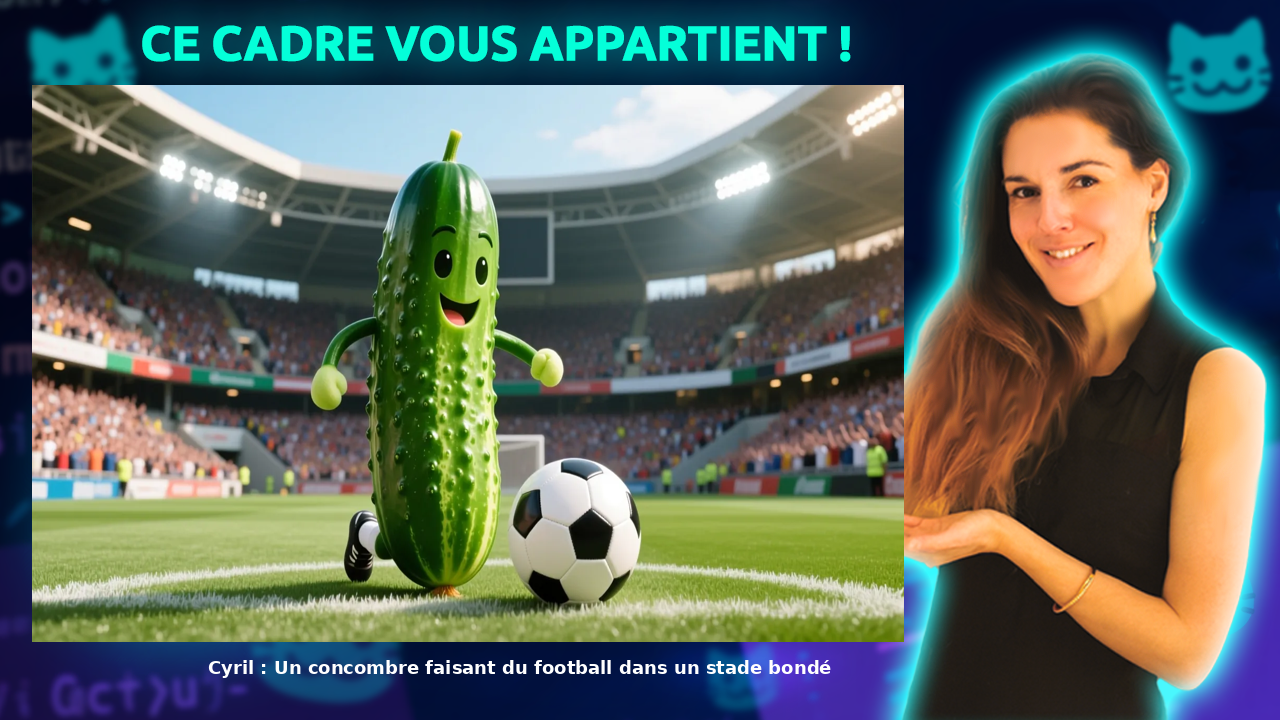 CE CADRE VOUS APPARTIENT !
Cyril : Un concombre faisant du football dans un stade bondé